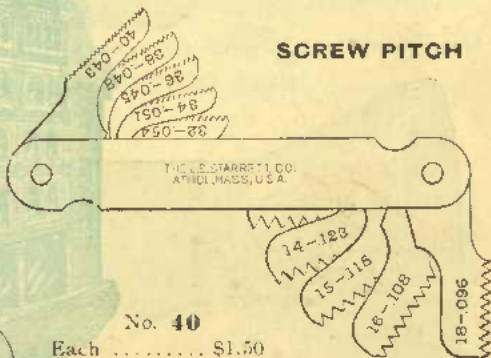 SCREW PITCH
40-.043
38-.048
36-.045
34-.051
32-.054
THE L.S. STARRETT CO.
ATHOL, MASS, U.S.A.
14-.123
15-.115
16-.108
18-.096
No. 40
Each ......... $1.50